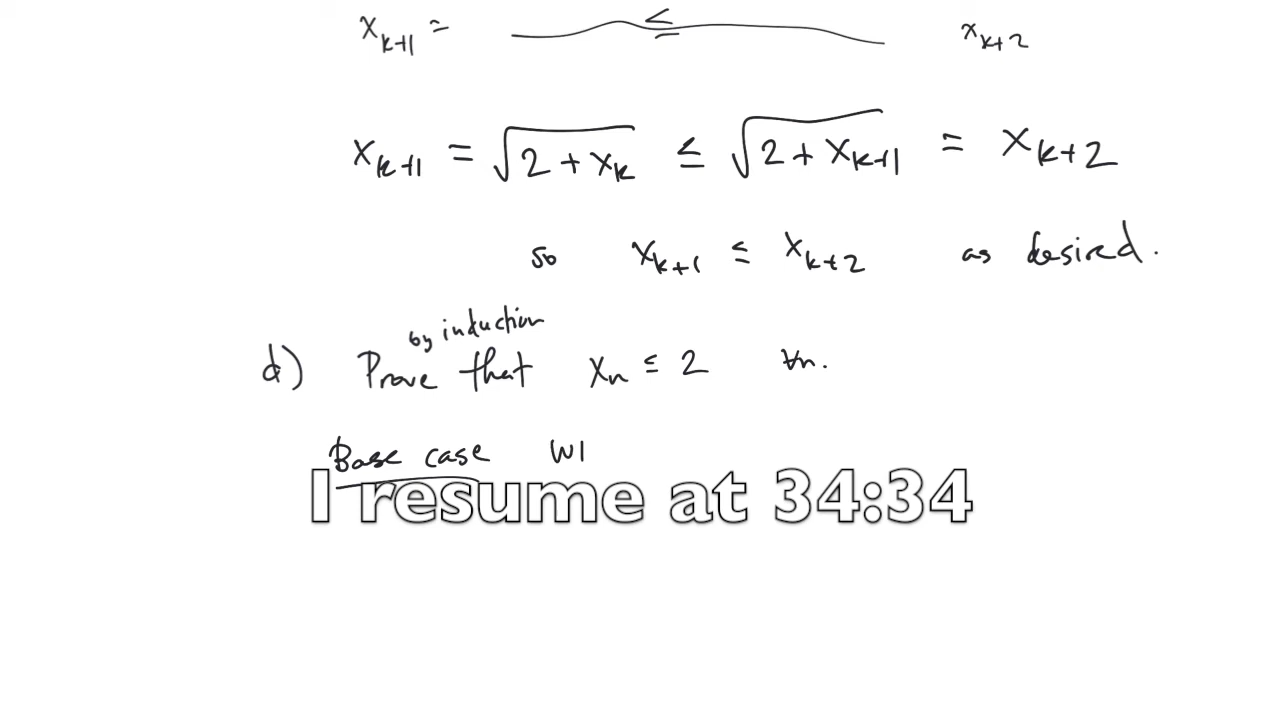 x_{k+1} = ≤ x_{k+2}
x_{k+1} = √(2 + x_k) ≤ √(2 + x_{k+1}) = x_{k+2}
so x_{k+1} ≤ x_{k+2} as desired.
by induction
d) Prove that x_n ≤ 2 ∀n.
Base case WI
I resume at 34:34